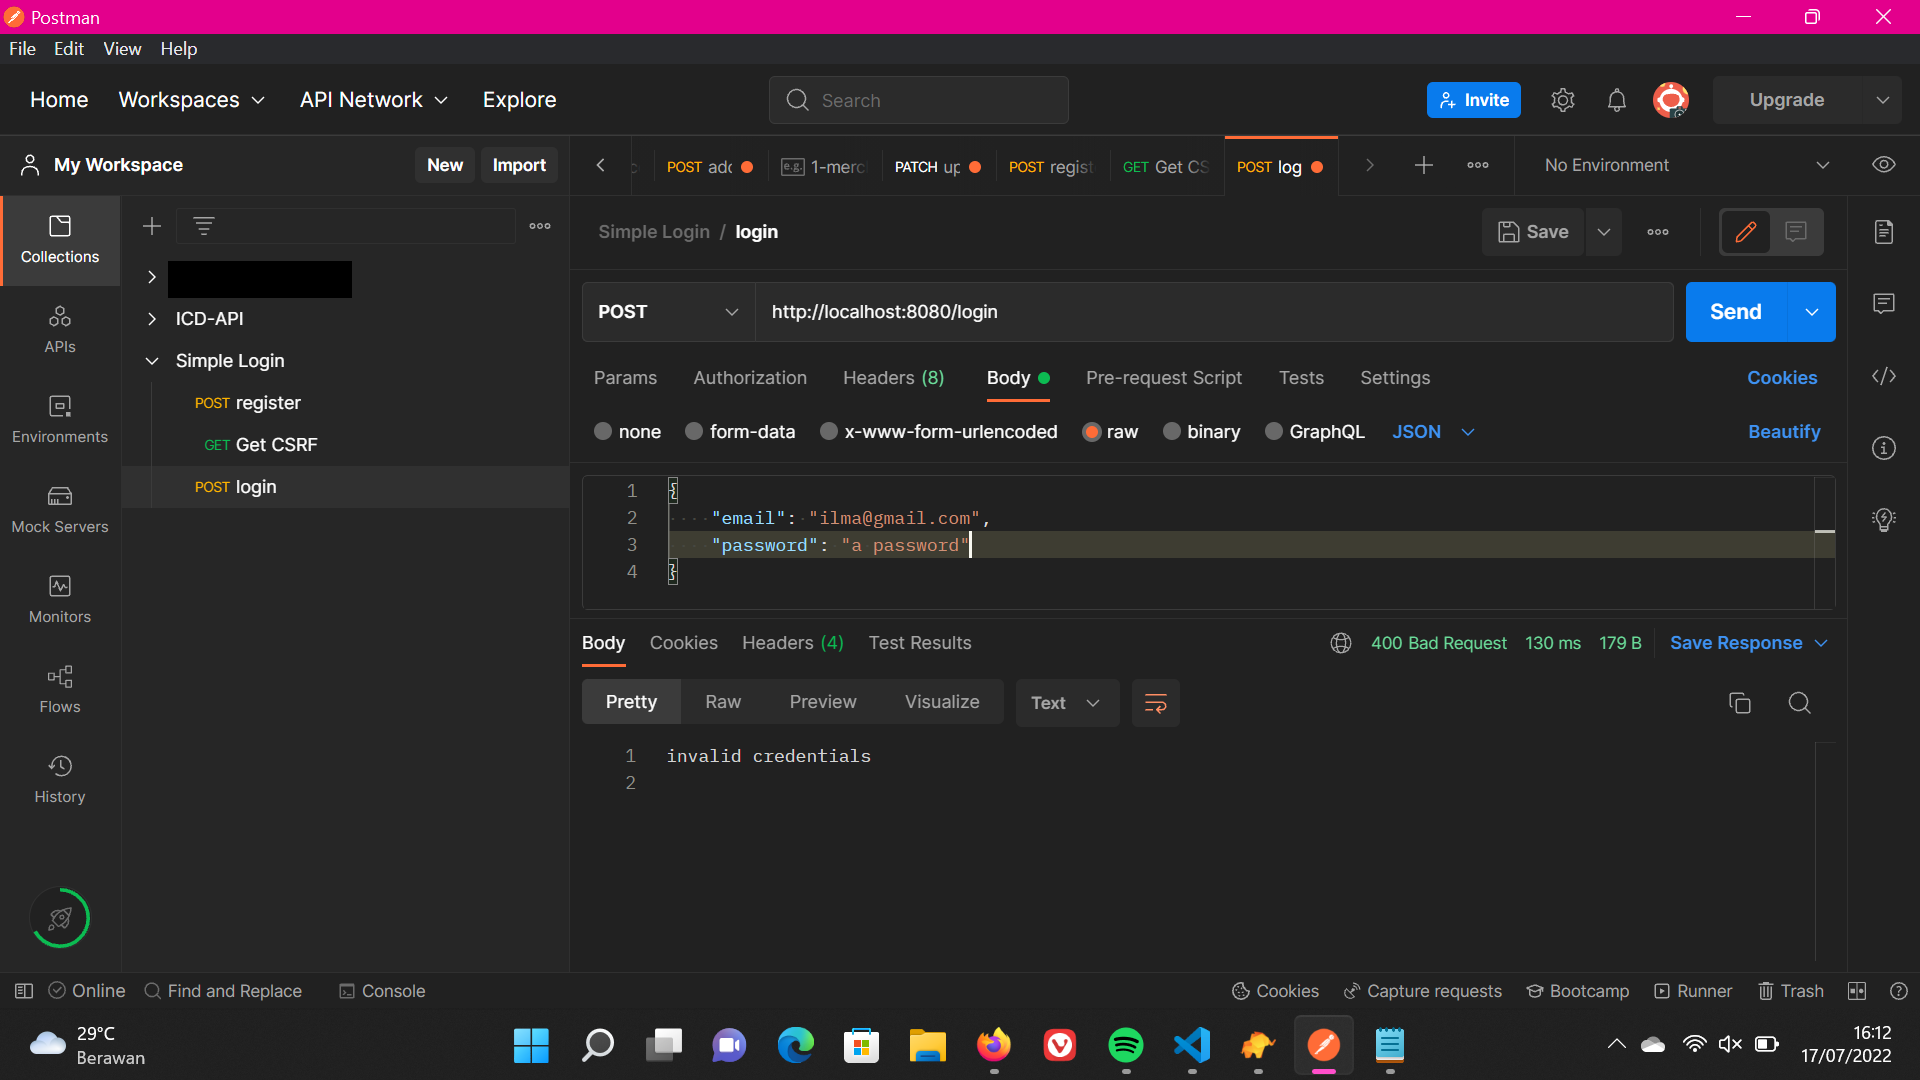 Postman
File Edit View Help
Home Workspaces API Network Explore Search Invite Upgrade
My Workspace New Import
POST adc e.g. 1-merc PATCH up POST regist GET Get CS POST log No Environment
Collections
APIs
Environments
Mock Servers
Monitors
Flows
History
ICD-API
Simple Login
POST register
GET Get CSRF
POST login
Simple Login / login Save
POST http://localhost:8080/login Send
Params Authorization Headers (8) Body Pre-request Script Tests Settings Cookies
none form-data x-www-form-urlencoded raw binary GraphQL JSON Beautify
1 {
2 "email": "ilma@gmail.com",
3 "password": "a password"
4 }
Body Cookies Headers (4) Test Results 400 Bad Request 130 ms 179 B Save Response
Pretty Raw Preview Visualize Text
1 invalid credentials
2
Online Find and Replace Console Cookies Capture requests Bootcamp Runner Trash
29°C
Berawan
16:12
17/07/2022